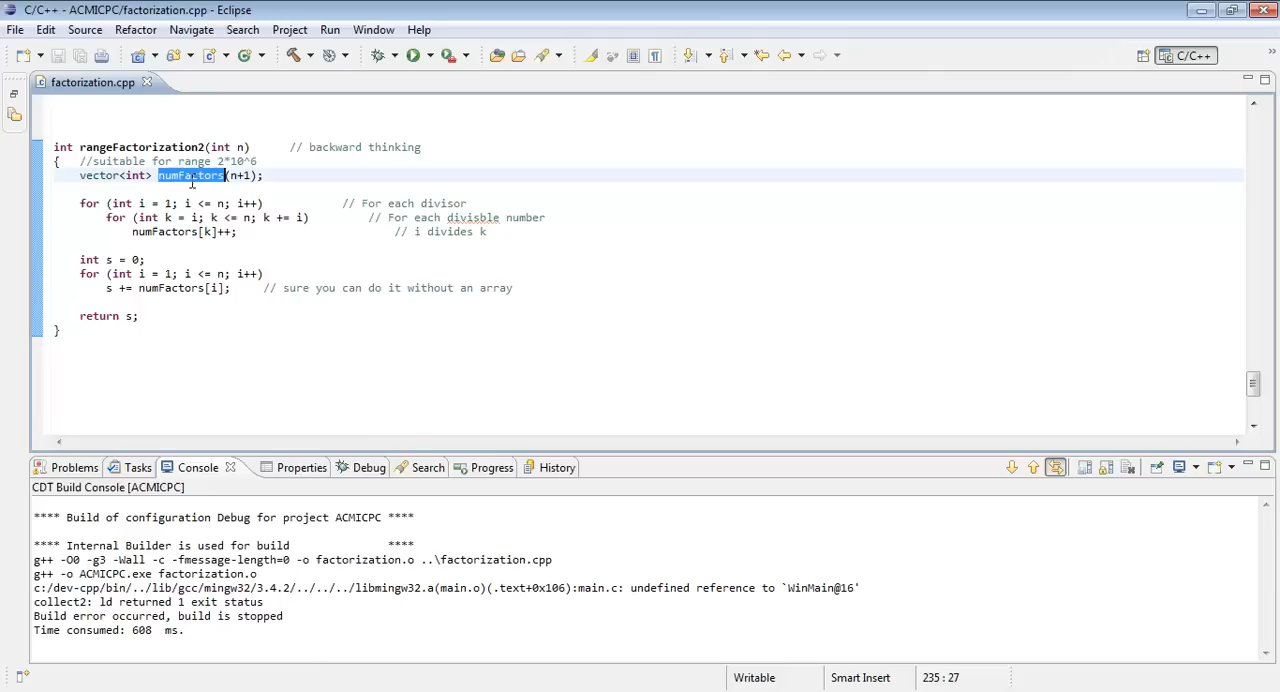 C/C++ - ACMICPC/factorization.cpp - Eclipse
File Edit Source Refactor Navigate Search Project Run Window Help
C/C++
factorization.cpp
int rangeFactorization2(int n) // backward thinking
{ //suitable for range 2*10^6
vector<int> numFactors(n+1);
for (int i = 1; i <= n; i++) // For each divisor
for (int k = i; k <= n; k += i) // For each divisble number
numFactors[k]++; // i divides k
int s = 0;
for (int i = 1; i <= n; i++)
s += numFactors[i]; // sure you can do it without an array
return s;
}
Problems Tasks Console Properties Debug Search Progress History
CDT Build Console [ACMICPC]
**** Build of configuration Debug for project ACMICPC ****
**** Internal Builder is used for build ****
g++ -O0 -g3 -Wall -c -fmessage-length=0 -o factorization.o ..\factorization.cpp
g++ -o ACMICPC.exe factorization.o
c:/dev-cpp/bin/../lib/gcc/mingw32/3.4.2/../../../libmingw32.a(main.o)(.text+0x106):main.c: undefined reference to `WinMain@16'
collect2: ld returned 1 exit status
Build error occurred, build is stopped
Time consumed: 608 ms.
Writable Smart Insert 235 : 27